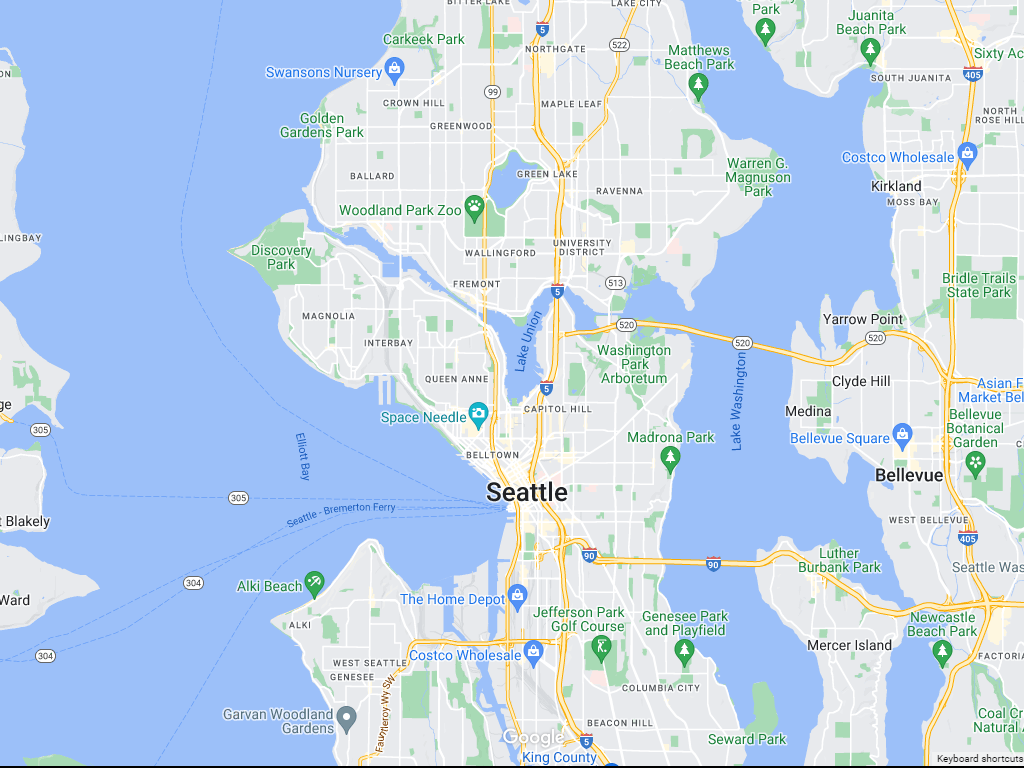 BITTER LAKE
LAKE CITY
Park
Juanita
Beach Park
5
Carkeek Park
NORTHGATE
522
Matthews
Beach Park
Sixty Ac
Swansons Nursery
SOUTH JUANITA
405
99
CROWN HILL
MAPLE LEAF
Golden
Gardens Park
GREENWOOD
NORTH
ROSE HILL
Costco Wholesale
Warren G.
Magnuson
Park
BALLARD
GREEN LAKE
RAVENNA
Kirkland
MOSS BAY
Woodland Park Zoo
LINGBAY
Discovery
Park
WALLINGFORD
UNIVERSITY
DISTRICT
FREMONT
513
5
Bridle Trails
State Park
MAGNOLIA
Lake Union
520
Yarrow Point
520
520
INTERBAY
Washington
Park
Arboretum
QUEEN ANNE
5
Clyde Hill
Asian F
Market Bel
Lake Washington
Space Needle
CAPITOL HILL
Medina
Bellevue
Botanical
Garden
305
Elliott Bay
Madrona Park
Bellevue Square
BELLTOWN
Bellevue
Seattle
305
Seattle - Bremerton Ferry
t Blakely
WEST BELLEVUE
405
90
90
Luther
Burbank Park
Seattle Was
304
Alki Beach
Ward
The Home Depot
Jefferson Park
Golf Course
Genesee Park
and Playfield
Newcastle
Beach Park
ALKI
Mercer Island
304
Costco Wholesale
WEST SEATTLE
GENESEE
FACTORIA
COLUMBIA CITY
Fauntleroy Wy SW
Garvan Woodland
Gardens
BEACON HILL
Coal Cr
Natural A
Google
5
Seward Park
King County
Keyboard shortcuts